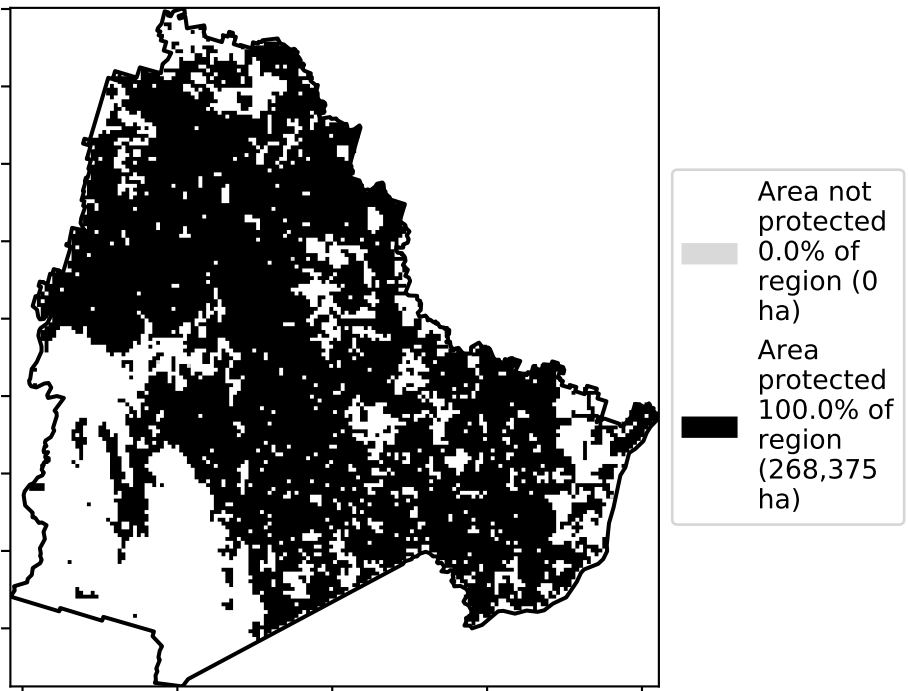 Area not
protected
0.0% of
region (0
ha)
Area
protected
100.0% of
region
(268,375
ha)